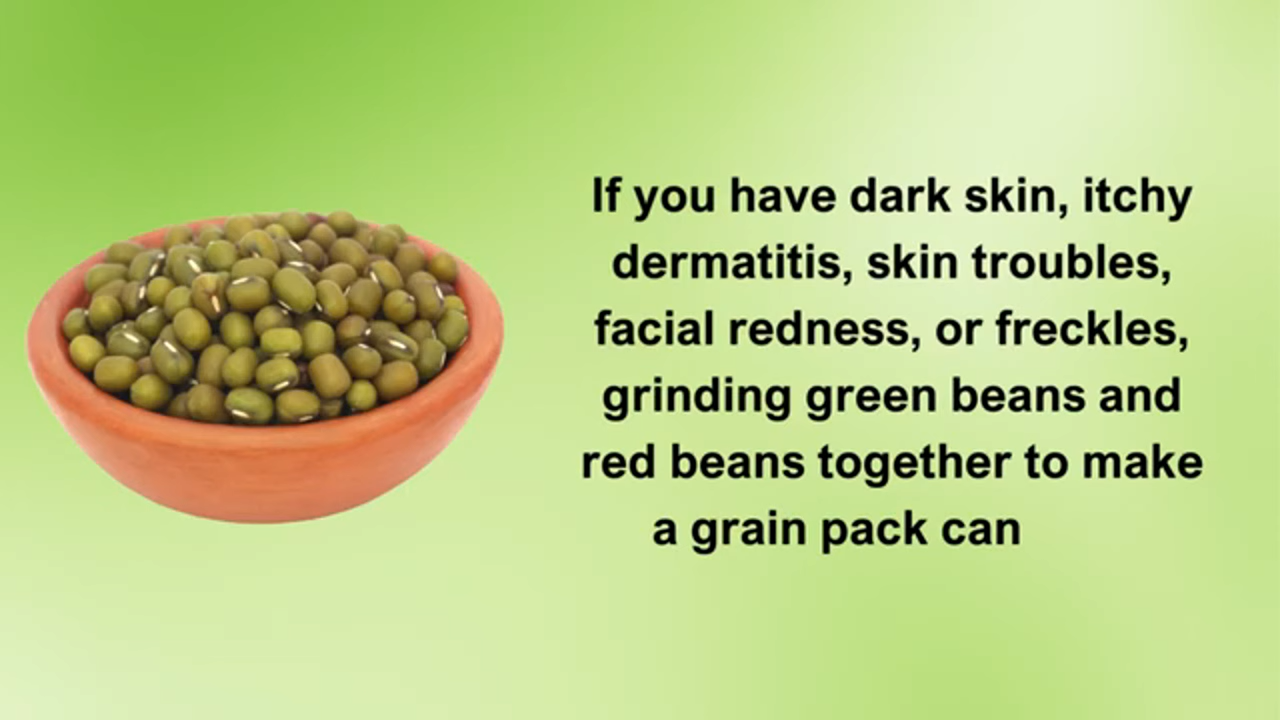 If you have dark skin, itchy
dermatitis, skin troubles,
facial redness, or freckles,
grinding green beans and
red beans together to make
a grain pack can